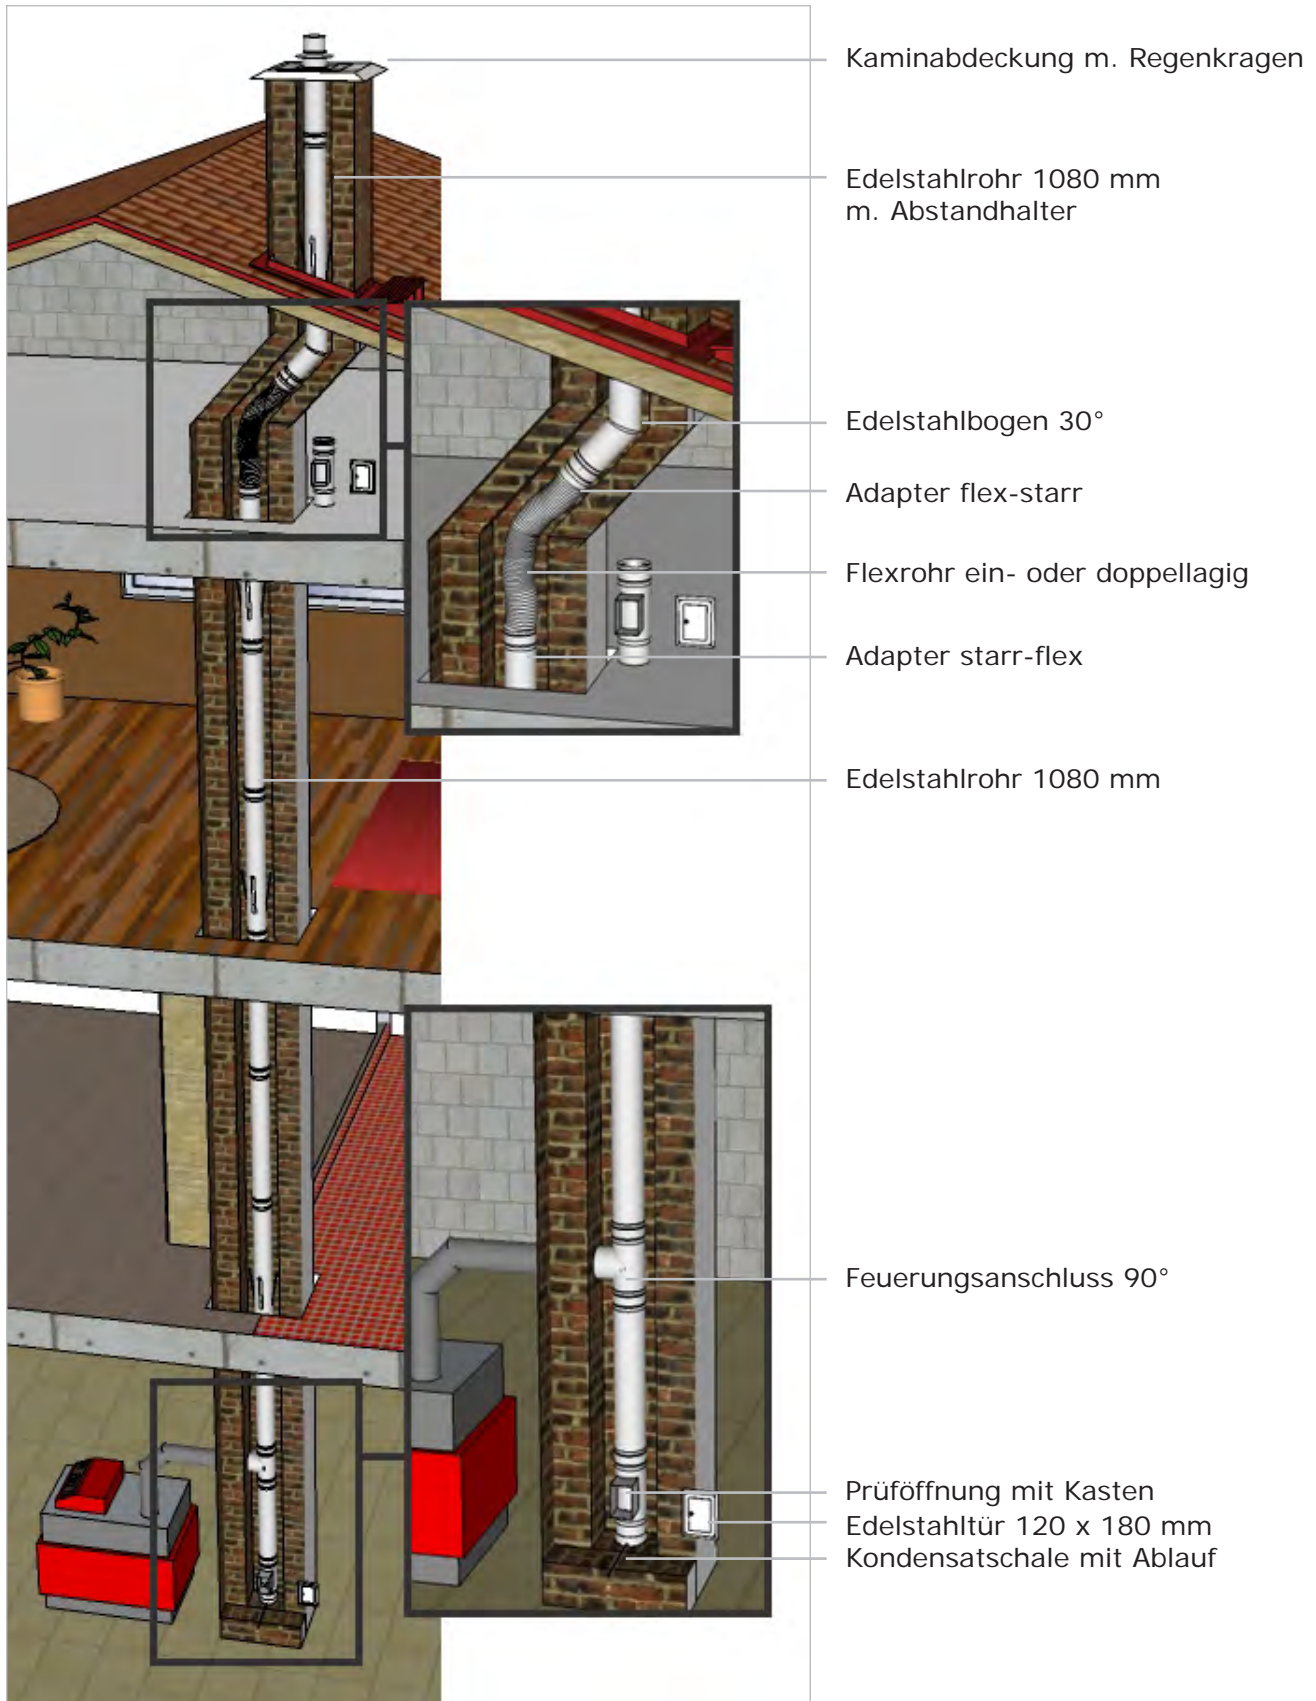 Kaminabdeckung m. Regenkragen
Edelstahlrohr 1080 mm
m. Abstandhalter
Edelstahlbogen 30°
Adapter flex-starr
Flexrohr ein- oder doppellagig
Adapter starr-flex
Edelstahlrohr 1080 mm
Feuerungsanschluss 90°
Prüföffnung mit Kasten
Edelstahltür 120 x 180 mm
Kondensatschale mit Ablauf